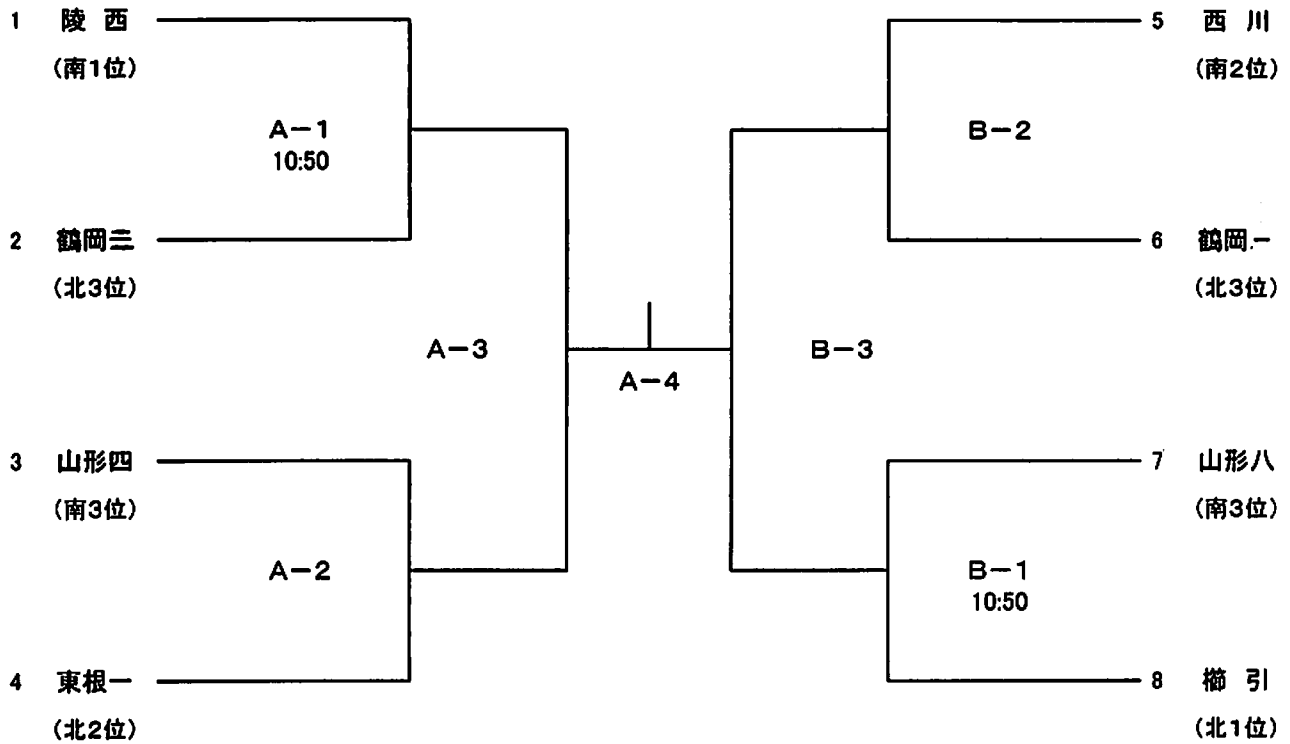 1 陵 西
(南1位)
A-1
10:50
2 鶴岡三
(北3位)
A-3
3 山形四
(南3位)
A-2
4 東根一
(北2位)
A-4
5 西 川
(南2位)
B-2
6 鶴岡一
(北3位)
B-3
7 山形八
(南3位)
B-1
10:50
8 櫛 引
(北1位)